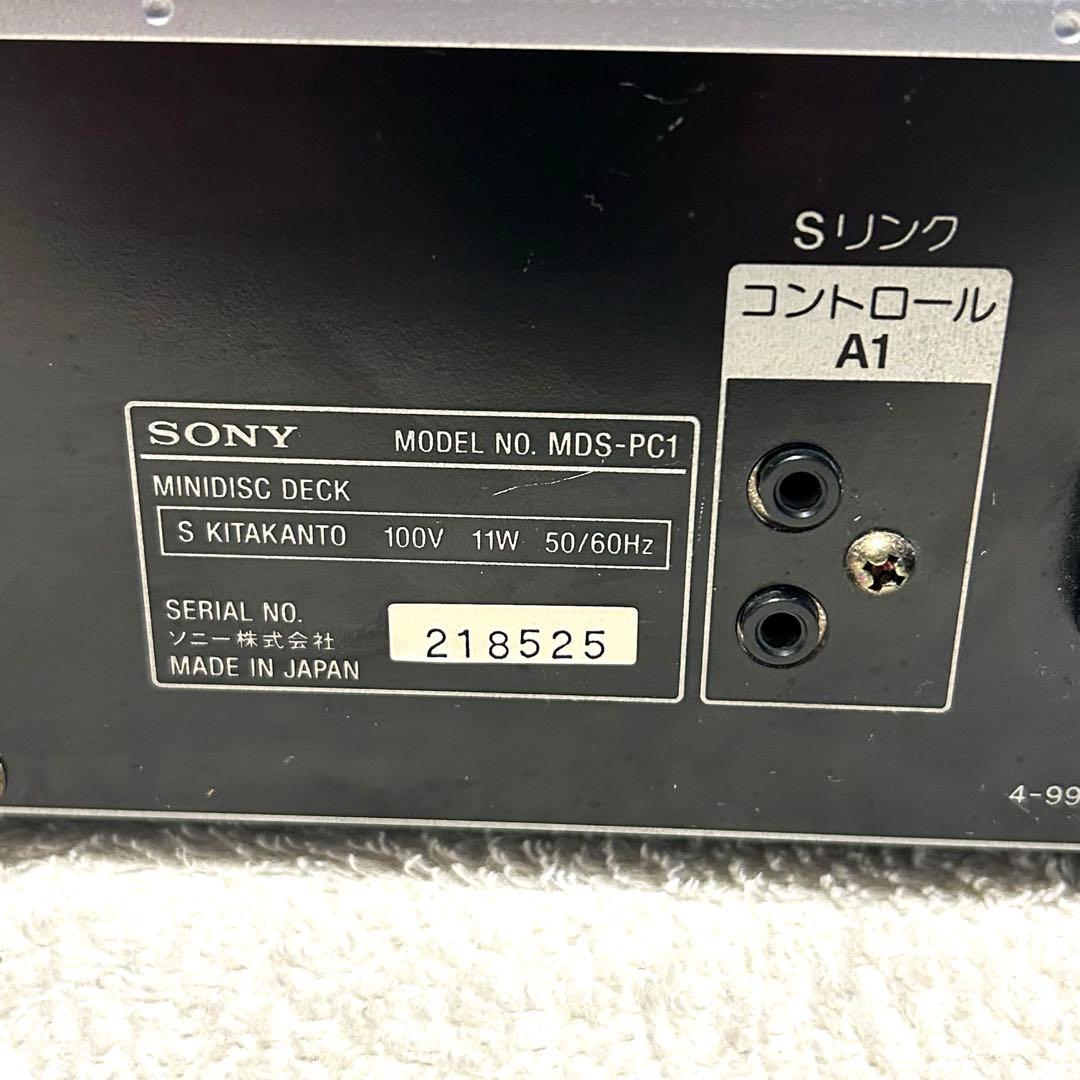 Sリンク
コントロール
A1
SONY MODEL NO. MDS-PC1
MINIDISC DECK
S KITAKANTO 100V 11W 50/60Hz
SERIAL NO. 218525
ソニー株式会社
MADE IN JAPAN
4-99